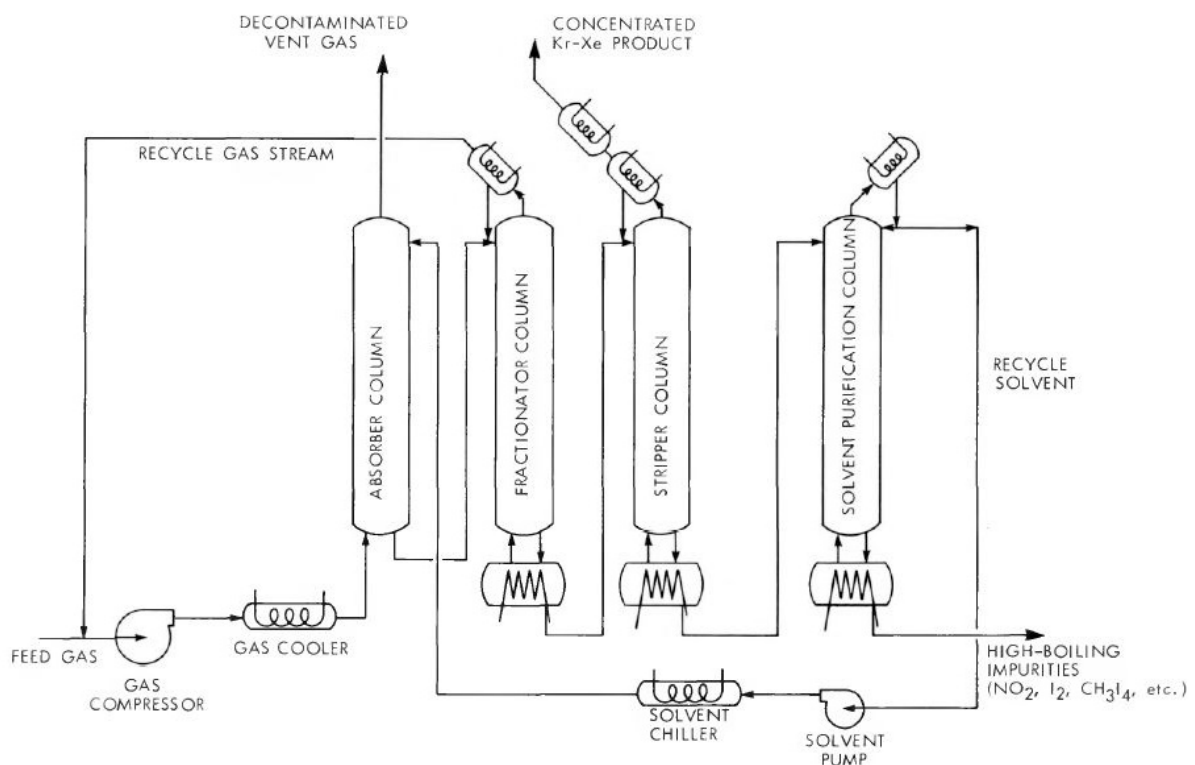 DECONTAMINATED
VENT GAS
CONCENTRATED
Kr-Xe PRODUCT
RECYCLE GAS STREAM
ABSORBER COLUMN
FRACTIONATOR COLUMN
STRIPPER COLUMN
SOLVENT PURIFICATION COLUMN
RECYCLE
SOLVENT
FEED GAS
GAS
COMPRESSOR
GAS COOLER
SOLVENT
CHILLER
SOLVENT
PUMP
HIGH-BOILING
IMPURITIES
(NO₂, I₂, CH₃I₄, etc.)